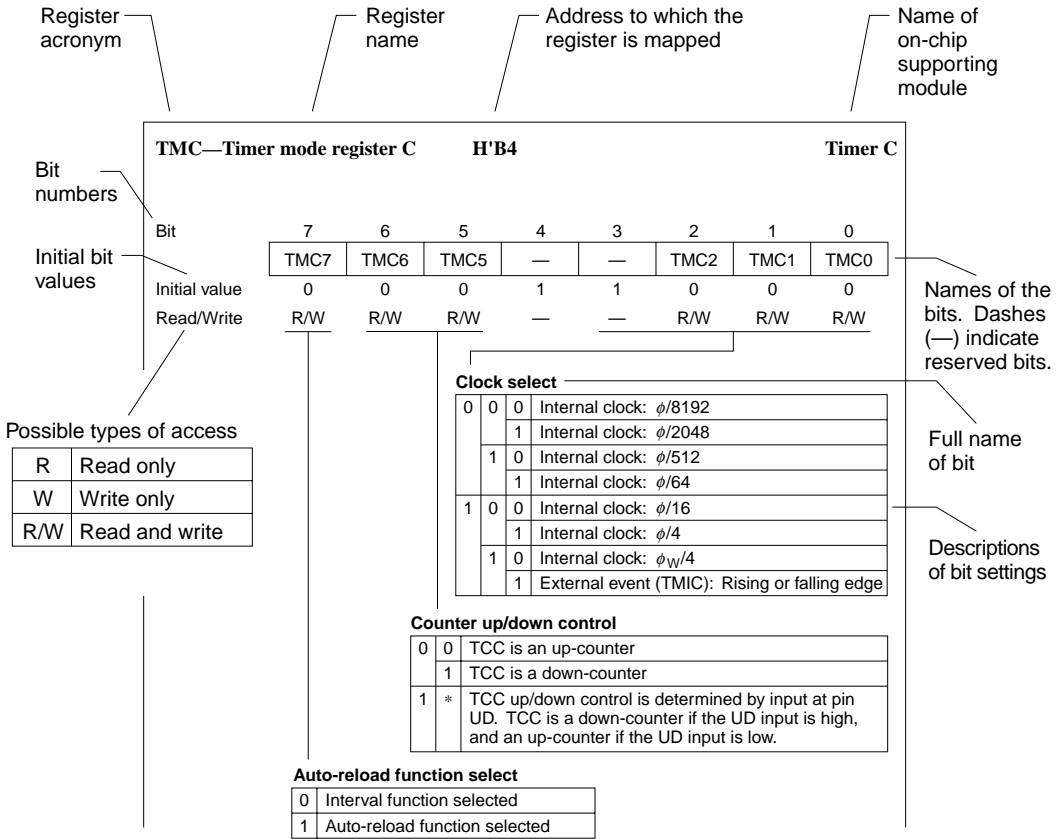 Register
acronym
Register
name
Address to which the
register is mapped
Name of
on-chip
supporting
module
TMC—Timer mode register C H'B4 Timer C
Bit
numbers
Bit 7 6 5 4 3 2 1 0
Initial bit
values
TMC7 TMC6 TMC5 — — TMC2 TMC1 TMC0
Initial value 0 0 0 1 1 0 0 0
Read/Write R/W R/W R/W — — R/W R/W R/W
Names of the
bits. Dashes
(—) indicate
reserved bits.
Possible types of access
R Read only
W Write only
R/W Read and write
Clock select
0 0 0 Internal clock: ϕ/8192
1 Internal clock: ϕ/2048
1 0 Internal clock: ϕ/512
1 Internal clock: ϕ/64
1 0 0 Internal clock: ϕ/16
1 Internal clock: ϕ/4
1 0 Internal clock: ϕW/4
1 External event (TMIC): Rising or falling edge
Full name
of bit
Descriptions
of bit settings
Counter up/down control
0 0 TCC is an up-counter
1 TCC is a down-counter
1 * TCC up/down control is determined by input at pin
UD. TCC is a down-counter if the UD input is high,
and an up-counter if the UD input is low.
Auto-reload function select
0 Interval function selected
1 Auto-reload function selected